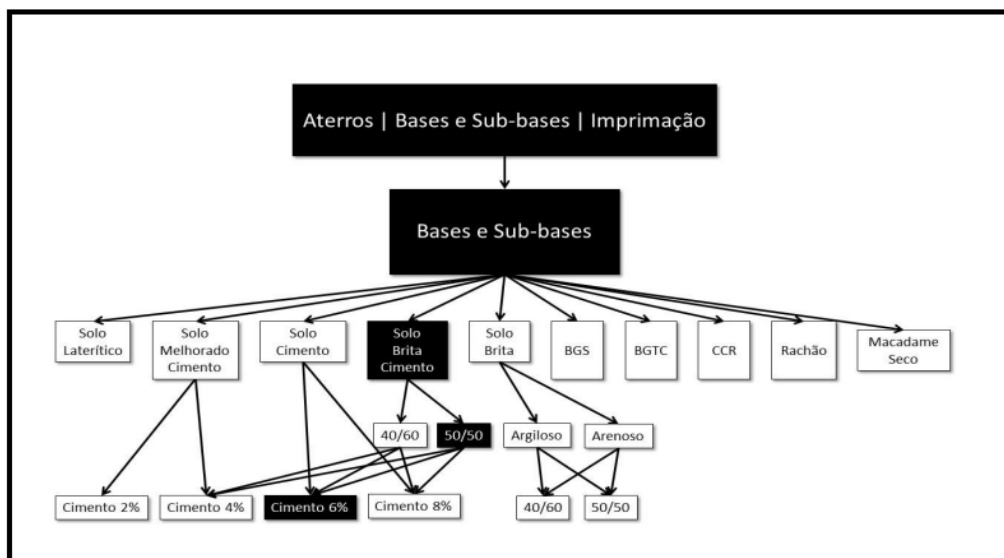 Aterros | Bases e Sub-bases | Imprimação
Bases e Sub-bases
Solo
Laterítico
Solo
Melhorado
Cimento
Solo
Cimento
Solo
Brita
Cimento
Solo
Brita
BGS
BGTC
CCR
Rachão
Macadame
Seco
40/60
50/50
Argiloso
Arenoso
Cimento 2%
Cimento 4%
Cimento 6%
Cimento 8%
40/60
50/50